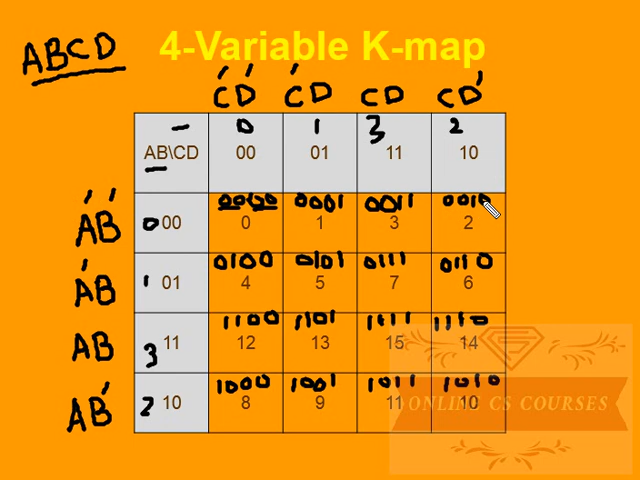 ABCD 4-Variable K-map
C'D' C'D CD CD'
0 1 3 2
AB\CD 00 01 11 10
0000 0001 0011 0010
A'B' 0 00 0 1 3 2
0100 0101 0111 0110
A'B 1 01 4 5 7 6
1100 1101 1111 1110
AB 3 11 12 13 15 14
1000 1001 1011 1010
AB' 2 10 8 9 11 10
ONLINE CS COURSES